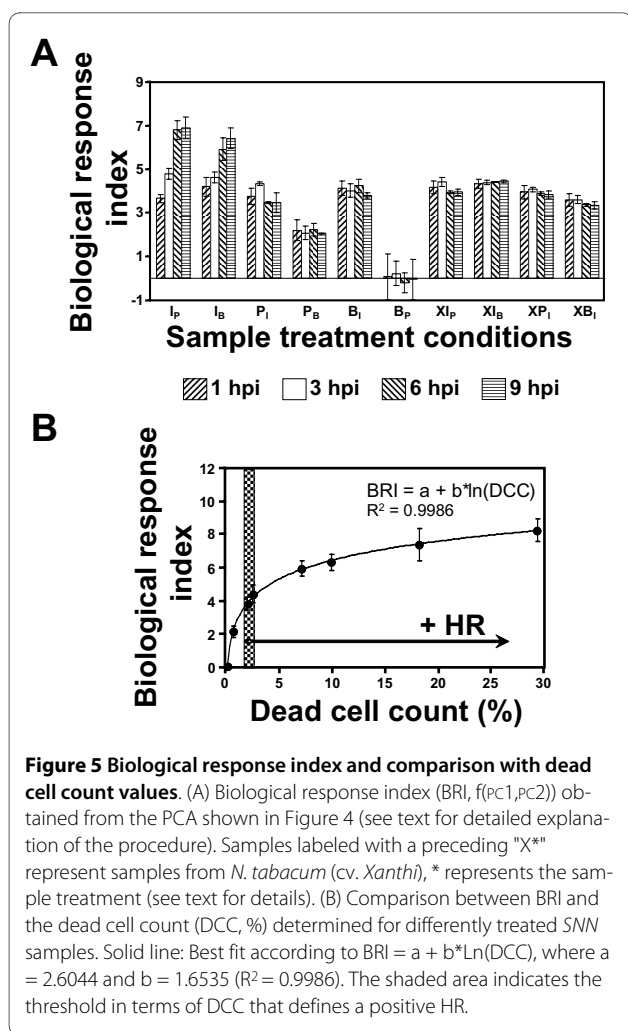 A
Biological response
index
9
7
5
3
1
-1
IP IB PI PB BI BP XIP XIB XPI XBI
Sample treatment conditions
1 hpi 3 hpi 6 hpi 9 hpi
B
Biological response
index
12
10
8
6
4
2
0
BRI = a + b*ln(DCC)
R² = 0.9986
+ HR
0 5 10 15 20 25 30
Dead cell count (%)
Figure 5 Biological response index and comparison with dead
cell count values. (A) Biological response index (BRI, f(PC1,PC2)) ob-
tained from the PCA shown in Figure 4 (see text for detailed expla-
nation of the procedure). Samples labeled with a preceding "X*"
represent samples from N. tabacum (cv. Xanthi), * represents the sam-
ple treatment (see text for details). (B) Comparison between BRI and
the dead cell count (DCC, %) determined for differently treated SNN
samples. Solid line: Best fit according to BRI = a + b*Ln(DCC), where a
= 2.6044 and b = 1.6535 (R² = 0.9986). The shaded area indicates the
threshold in terms of DCC that defines a positive HR.